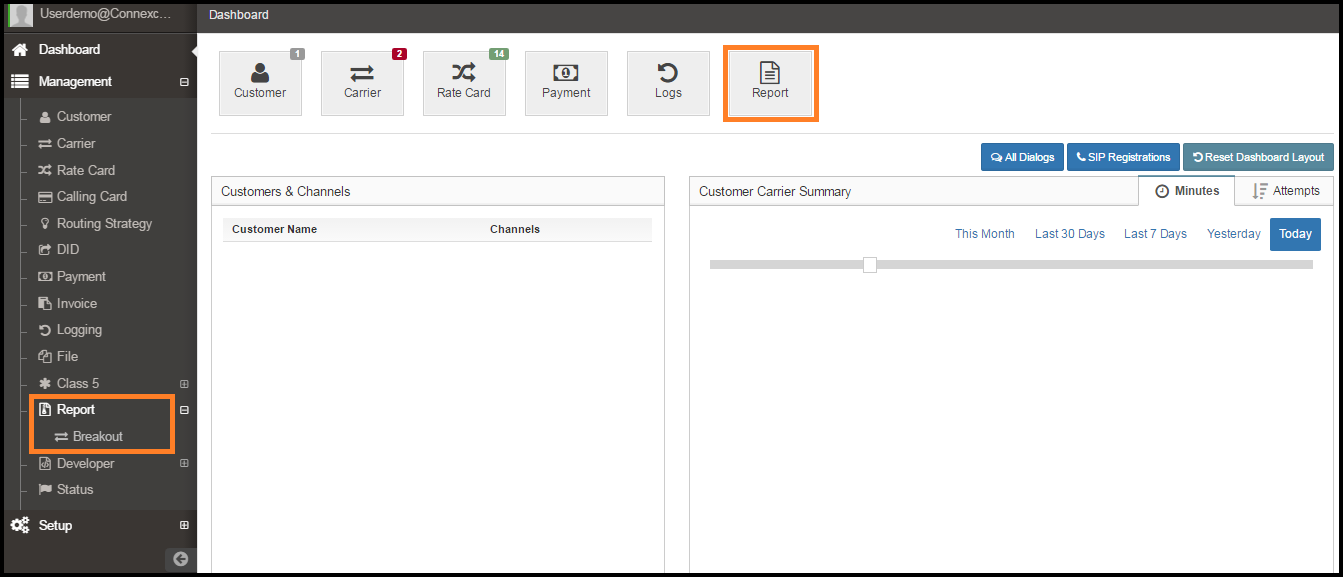 Userdemo@Connexc...
Dashboard
Dashboard
Management
Customer
Carrier
Rate Card
Calling Card
Routing Strategy
DID
Payment
Invoice
Logging
File
Class 5
Report
Breakout
Developer
Status
Setup
1
Customer
2
Carrier
14
Rate Card
Payment
Logs
Report
All Dialogs
SIP Registrations
Reset Dashboard Layout
Customers & Channels
Customer Name Channels
Customer Carrier Summary
Minutes
Attempts
This Month Last 30 Days Last 7 Days Yesterday Today